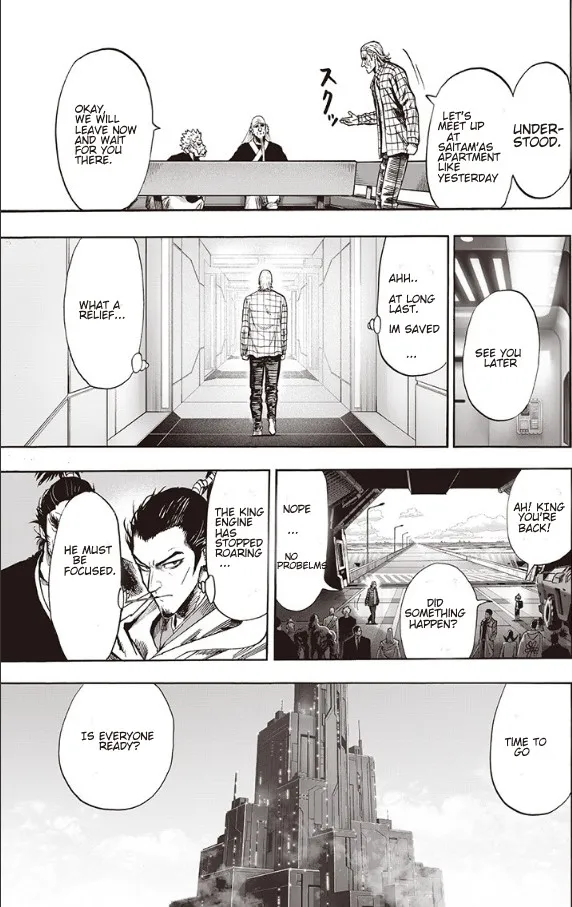 UNDER-
STOOD.
LET'S
MEET UP
AT
SAITAM'AS
APARTMENT
LIKE
YESTERDAY
スクッ
OKAY,
WE WILL
LEAVE NOW
AND WAIT
FOR YOU
THERE.
SEE YOU
LATER
AHH..
AT LONG
LAST.
IM SAVED
...
WHAT A
RELIEF...
AH! KING
YOU'RE
BACK!
DID
SOMETHING
HAPPEN?
NOPE
...
NO
PROBELMS
THE KING
ENGINE
HAS
STOPPED
ROARING
...
HE MUST
BE
FOCUSED.
TIME TO
GO
IS EVERYONE
READY?